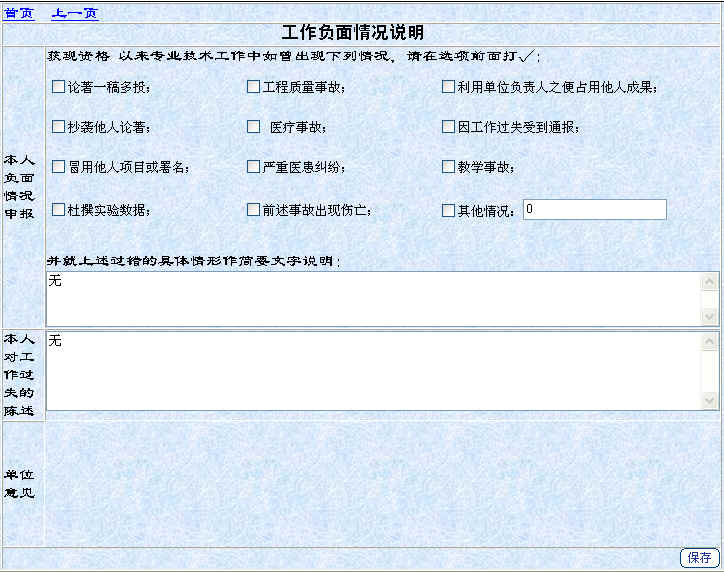 首页 上一页
工作负面情况说明
获现资格 以来专业技术工作中如曾出现下列情况，请在选项前面打√：
论著一稿多投； 工程质量事故； 利用单位负责人之便占用他人成果；
抄袭他人论著； 医疗事故； 因工作过失受到通报；
冒用他人项目或署名； 严重医患纠纷； 教学事故；
杜撰实验数据； 前述事故出现伤亡； 其他情况： 0
本人
负面
情况
申报
并就上述过错的具体情形作简要文字说明：
无
本人
对工
作过
失的
陈述
无
单位
意见
保存